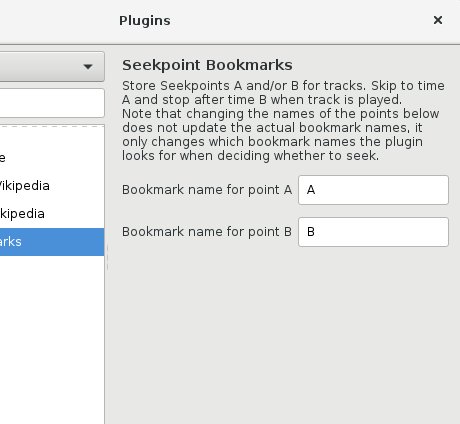 Plugins
Seekpoint Bookmarks
Store Seekpoints A and/or B for tracks. Skip to time
A and stop after time B when track is played.
Note that changing the names of the points below
does not update the actual bookmark names, it
only changes which bookmark names the plugin
looks for when deciding whether to seek.
Bookmark name for point A A
Bookmark name for point B B